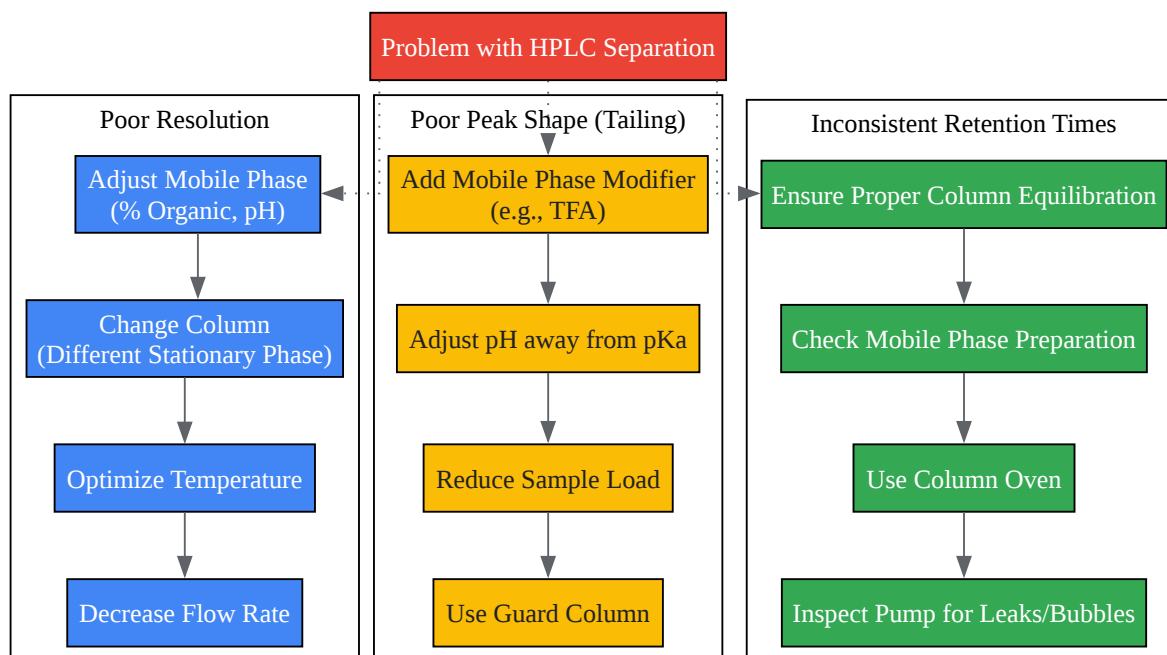 Problem with HPLC Separation
Poor Resolution
Adjust Mobile Phase
(% Organic, pH)
Change Column
(Different Stationary Phase)
Optimize Temperature
Decrease Flow Rate
Poor Peak Shape (Tailing)
Add Mobile Phase Modifier
(e.g., TFA)
Adjust pH away from pKa
Reduce Sample Load
Use Guard Column
Inconsistent Retention Times
Ensure Proper Column Equilibration
Check Mobile Phase Preparation
Use Column Oven
Inspect Pump for Leaks/Bubbles